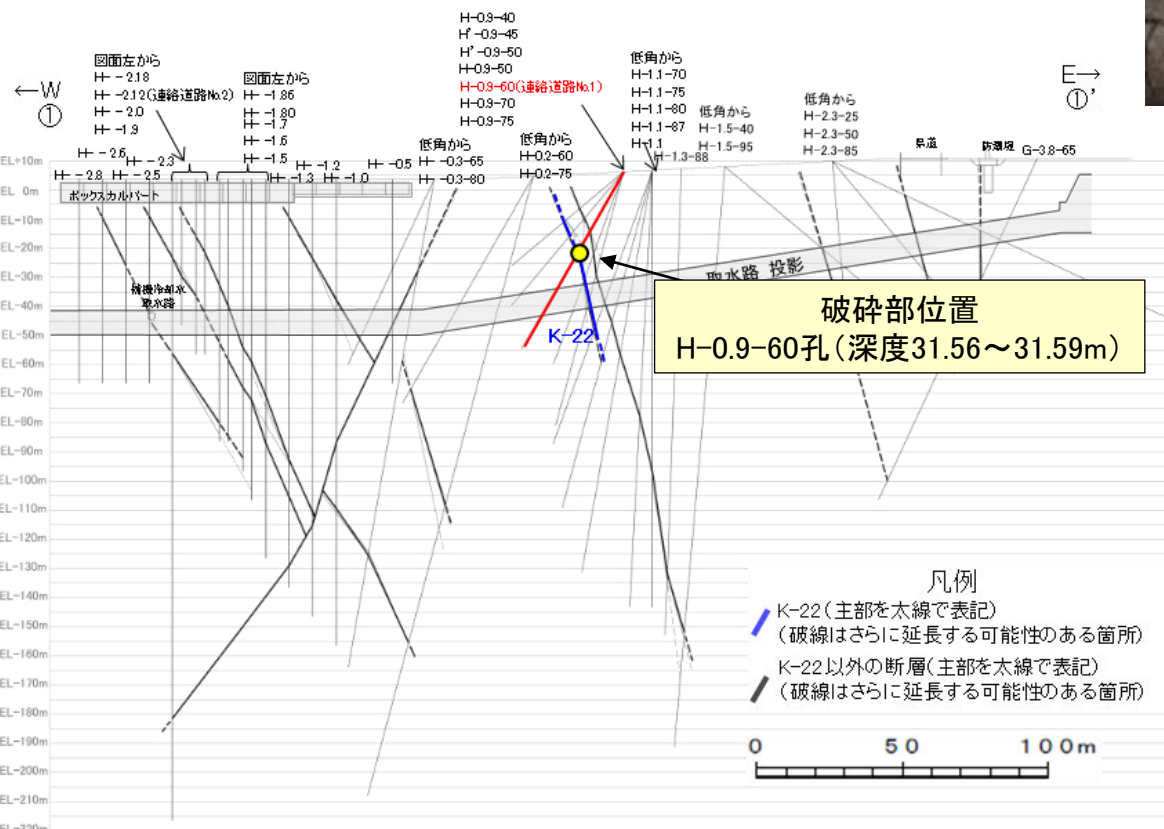 ←W
①
図面左から
H- -2.18
H- -2.12(連絡道路No.2)
H- -2.0
H- -1.9
図面左から
H- -1.86
H- -1.80
H- -1.7
H- -1.6
H- -1.5
H-0.9-40
H'-0.9-45
H'-0.9-50
H-0.9-50
H-0.9-60(連絡道路No.1)
H-0.9-70
H-0.9-75
低角から
H-1.1-70
H-1.1-75
H-1.1-80
H-1.1-87
H-1.1
H-1.3-88
低角から
H-1.5-40
H-1.5-95
低角から
H-2.3-25
H-2.3-50
H-2.3-85
E→
①'
県道
防潮堤
G-3.8-65
H- -2.6
H- -2.3
H- -2.8
H- -2.5
H- -1.2
H- -0.5
H- -1.3
H- -1.0
低角から
H- -0.3-65
H- -0.3-80
低角から
H-0.2-60
H-0.2-75
EL+10m
EL 0m
EL-10m
EL-20m
EL-30m
EL-40m
EL-50m
EL-60m
EL-70m
EL-80m
EL-90m
EL-100m
EL-110m
EL-120m
EL-130m
EL-140m
EL-150m
EL-160m
EL-170m
EL-180m
EL-190m
EL-200m
EL-210m
EL-220m
ボックスカルバート
補機冷却水
取水路
取水路 投影
K-22
破砕部位置
H-0.9-60孔(深度31.56～31.59m)
凡例
K-22(主部を太線で表記)
(破線はさらに延長する可能性のある箇所)
K-22以外の断層(主部を太線で表記)
(破線はさらに延長する可能性のある箇所)
0 50 100m